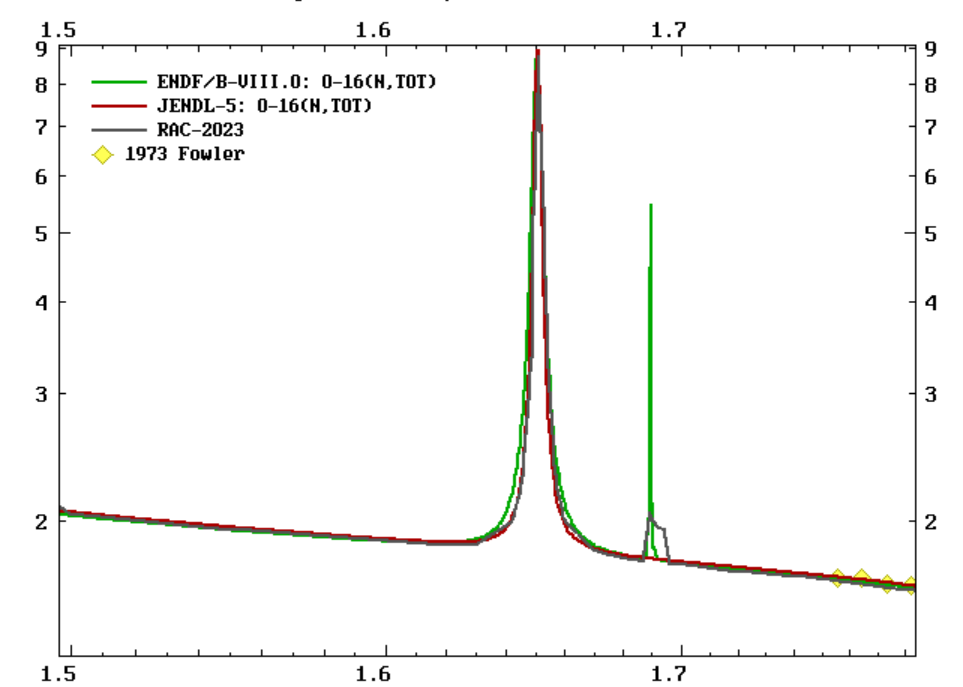 1.5 1.6 1.7
9 9
8 8
7 7
6 6
5 5
4 4
3 3
2 2
ENDF/B-VIII.0: O-16(N,TOT)
JENDL-5: O-16(N,TOT)
RAC-2023
1973 Fowler
1.5 1.6 1.7